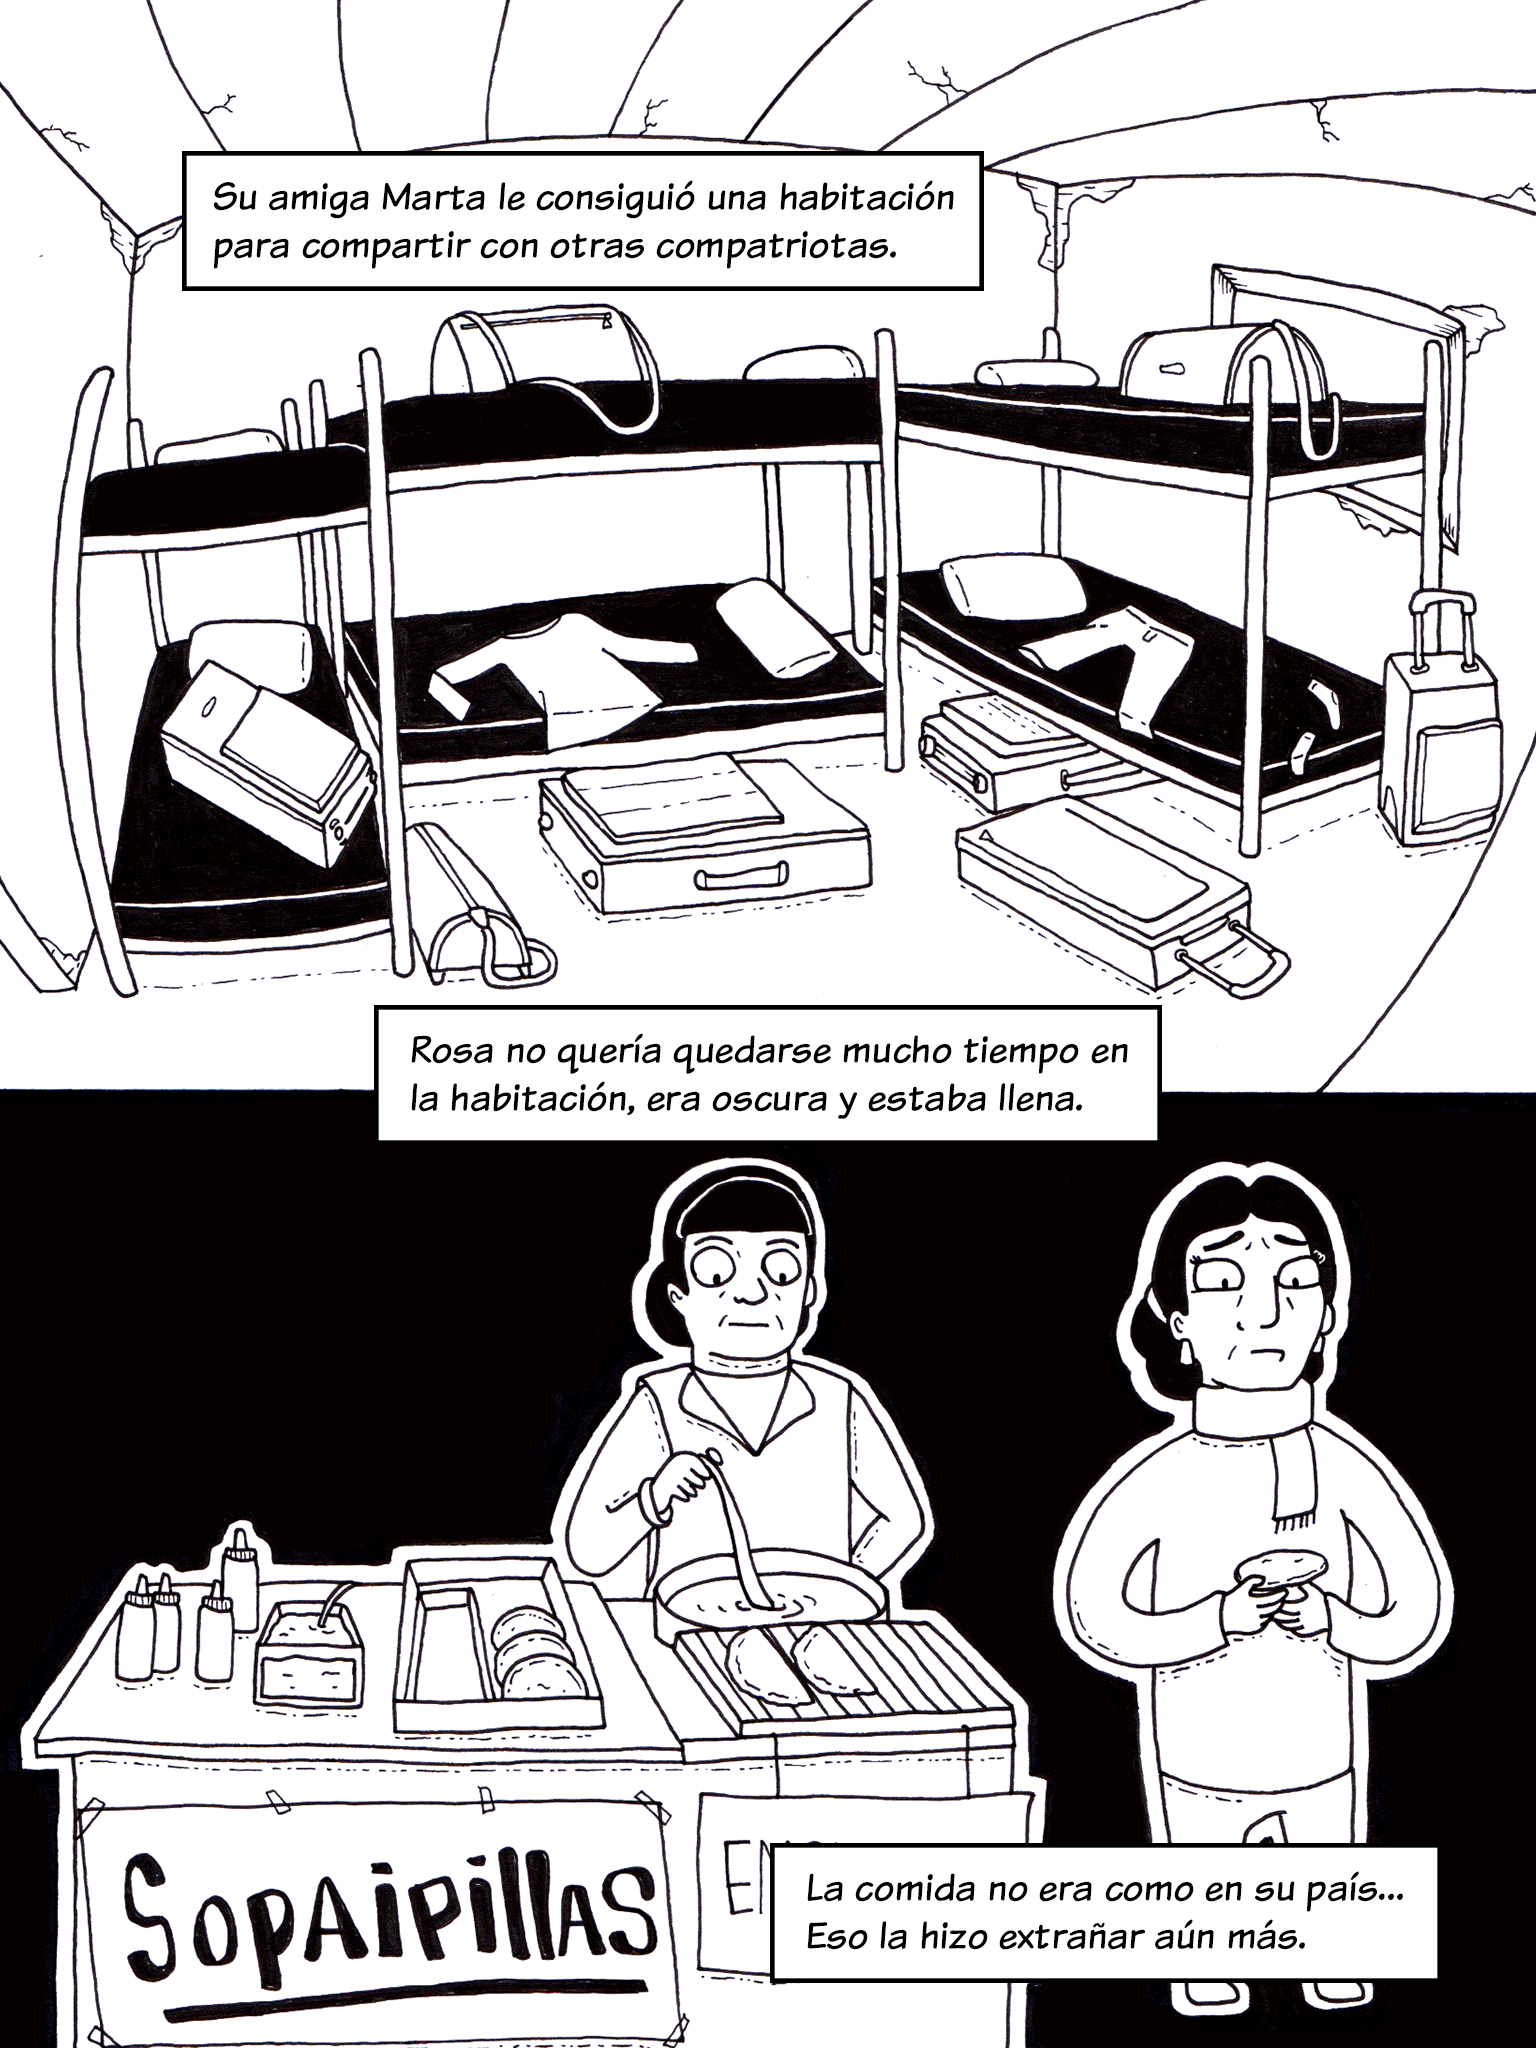 Su amiga Marta le consiguió una habitación
para compartir con otras compatriotas.
Rosa no quería quedarse mucho tiempo en
la habitación, era oscura y estaba llena.
SopAipillAS
La comida no era como en su país...
Eso la hizo extrañar aún más.